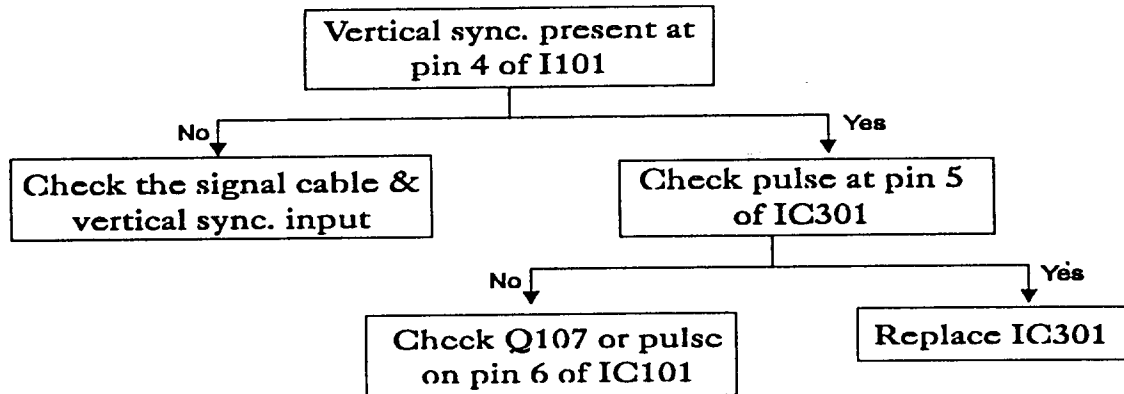 Vertical sync. present at
pin 4 of I101
No
Yes
Check the signal cable &
vertical sync. input
Check pulse at pin 5
of IC301
No
Yes
Check Q107 or pulse
on pin 6 of IC101
Replace IC301